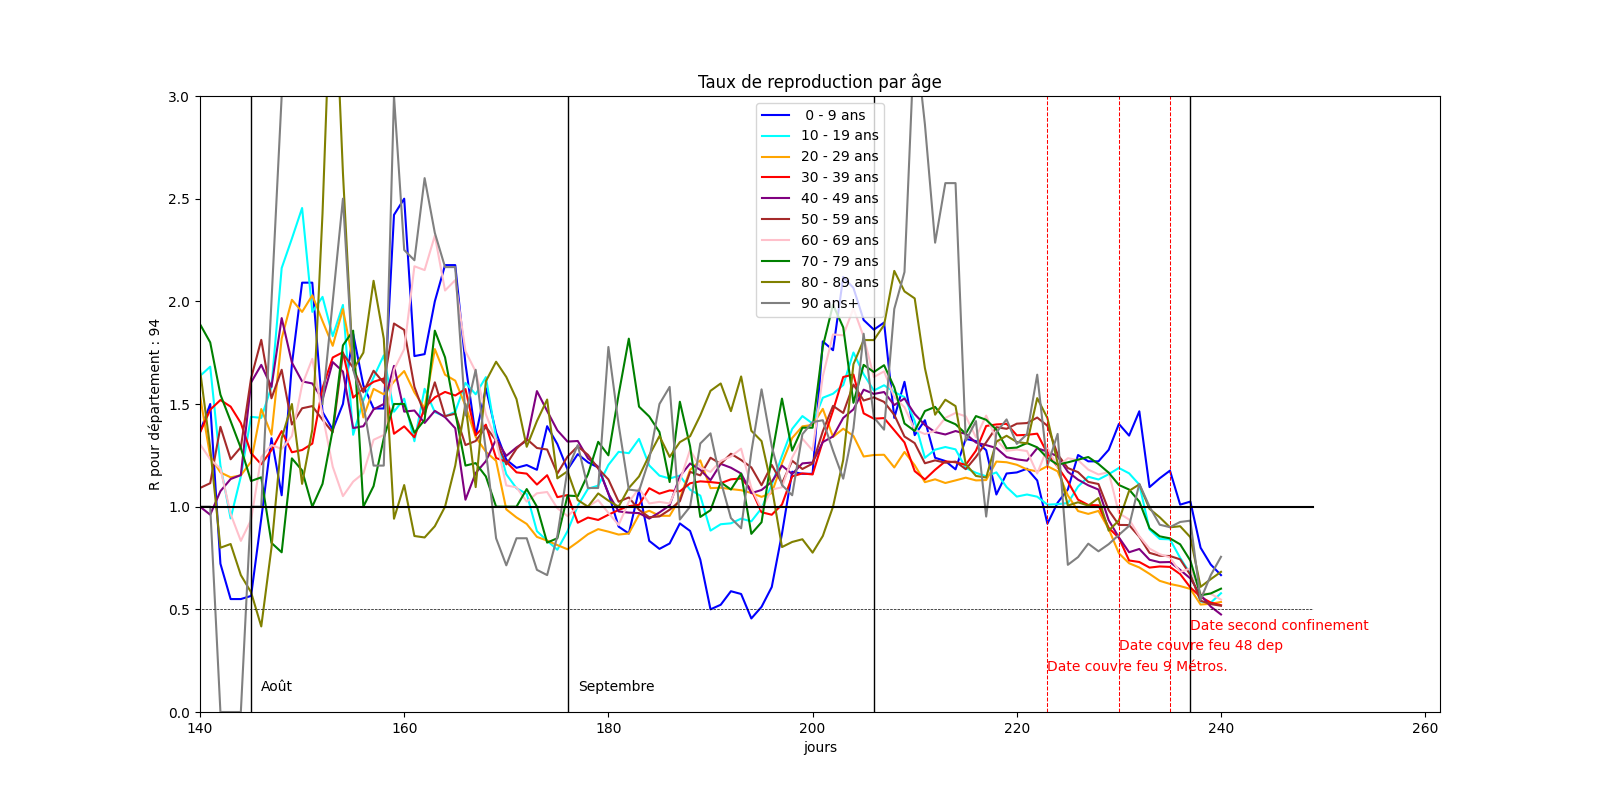 Taux de reproduction par âge
R pour département : 94
3.0
2.5
2.0
1.5
1.0
0.5
0.0
0 - 9 ans
10 - 19 ans
20 - 29 ans
30 - 39 ans
40 - 49 ans
50 - 59 ans
60 - 69 ans
70 - 79 ans
80 - 89 ans
90 ans+
Date second confinement
Date couvre feu 48 dep
Date couvre feu 9 Métros.
Août
Septembre
140
160
180
200
220
240
260
jours